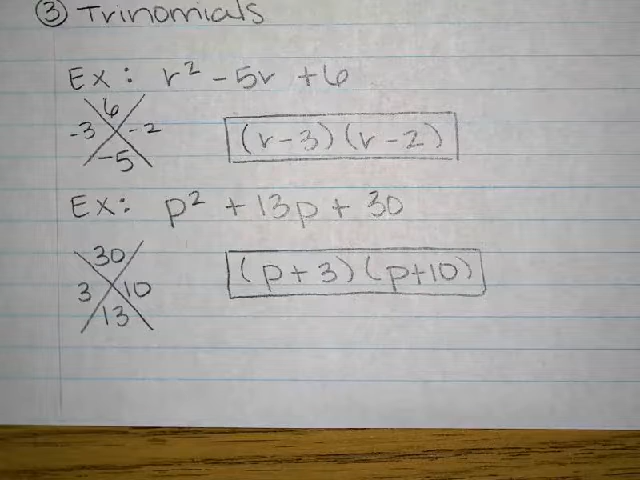 ③ Trinomials
Ex: r² - 5r + 6
6
-3 -2
-5
(r-3)(r-2)
Ex: p² + 13p + 30
30
3 10
13
(p+3)(p+10)